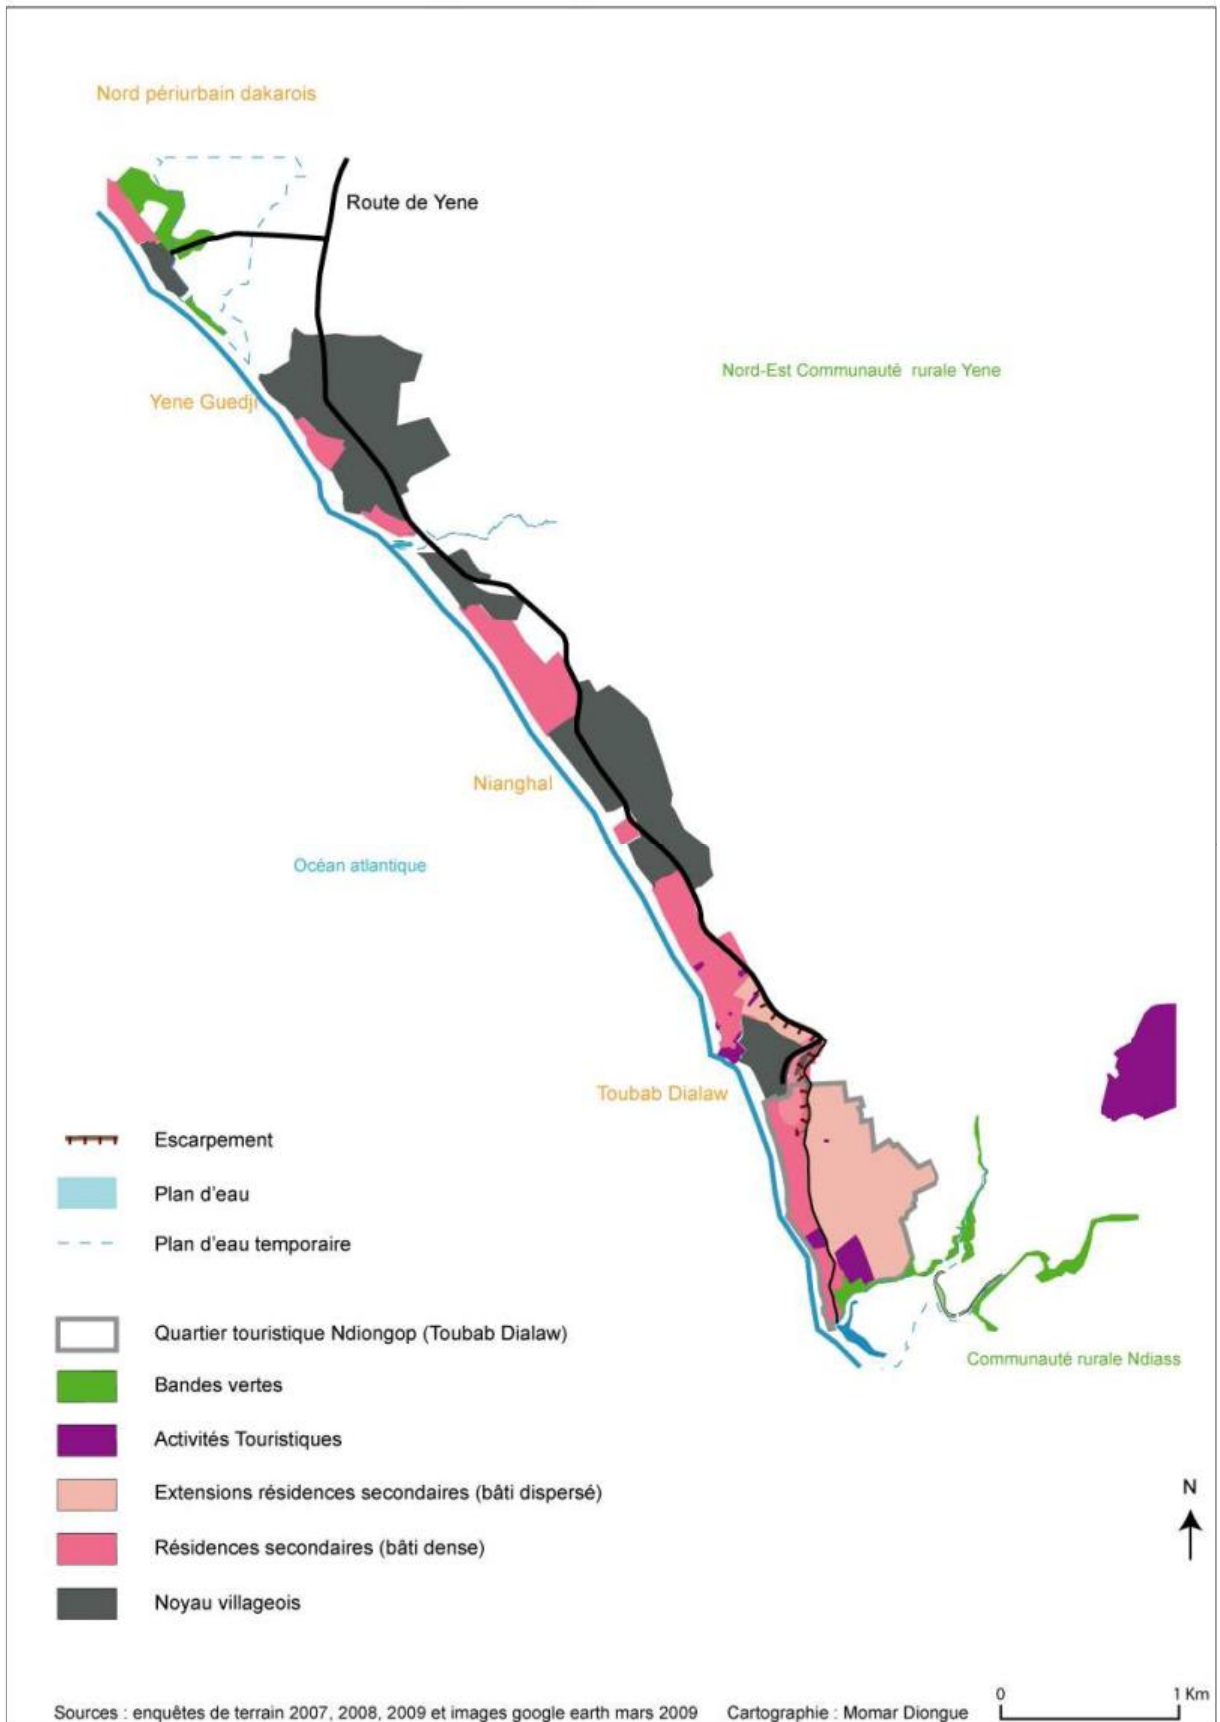 Nord périurbain dakarois
Route de Yene
Nord-Est Communauté rurale Yene
Yene Guedji
Nianghal
Océan atlantique
Toubab Dialaw
Escarpement
Plan d'eau
Plan d'eau temporaire
Quartier touristique Ndiongop (Toubab Dialaw)
Communauté rurale Ndiass
Bandes vertes
Activités Touristiques
Extensions résidences secondaires (bâti dispersé)
N
Résidences secondaires (bâti dense)
Noyau villageois
0 1 Km
Sources : enquêtes de terrain 2007, 2008, 2009 et images google earth mars 2009 Cartographie : Momar Diongue